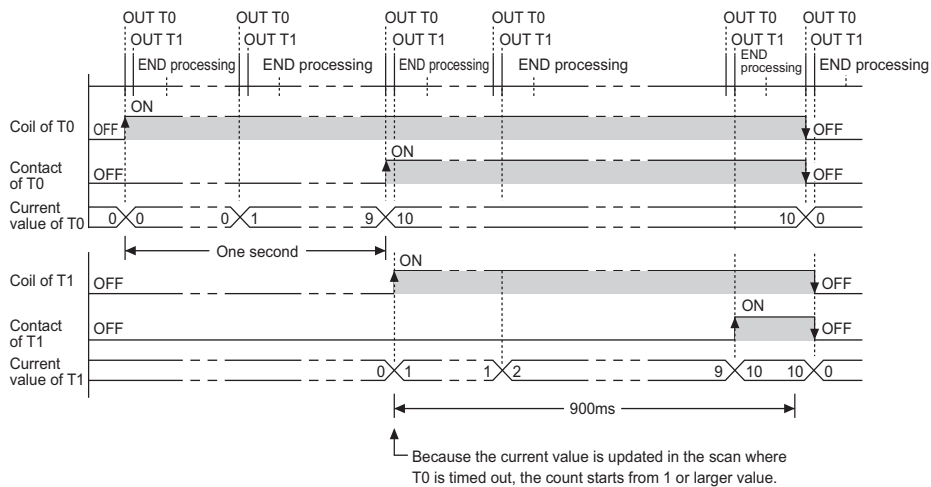 OUT T0 OUT T0 OUT T0 OUT T0 OUT T0 OUT T0
OUT T1 OUT T1 OUT T1 OUT T1 OUT T1 OUT T1
END processing END processing END processing END processing END processing END processing
ON
Coil of T0 OFF OFF
ON
Contact of T0 OFF OFF
Current value of T0 0 0 0 1 9 10 10 0
One second
ON
Coil of T1 OFF OFF
ON
Contact of T1 OFF OFF
Current value of T1 0 1 1 2 9 10 10 0
900ms
Because the current value is updated in the scan where
T0 is timed out, the count starts from 1 or larger value.